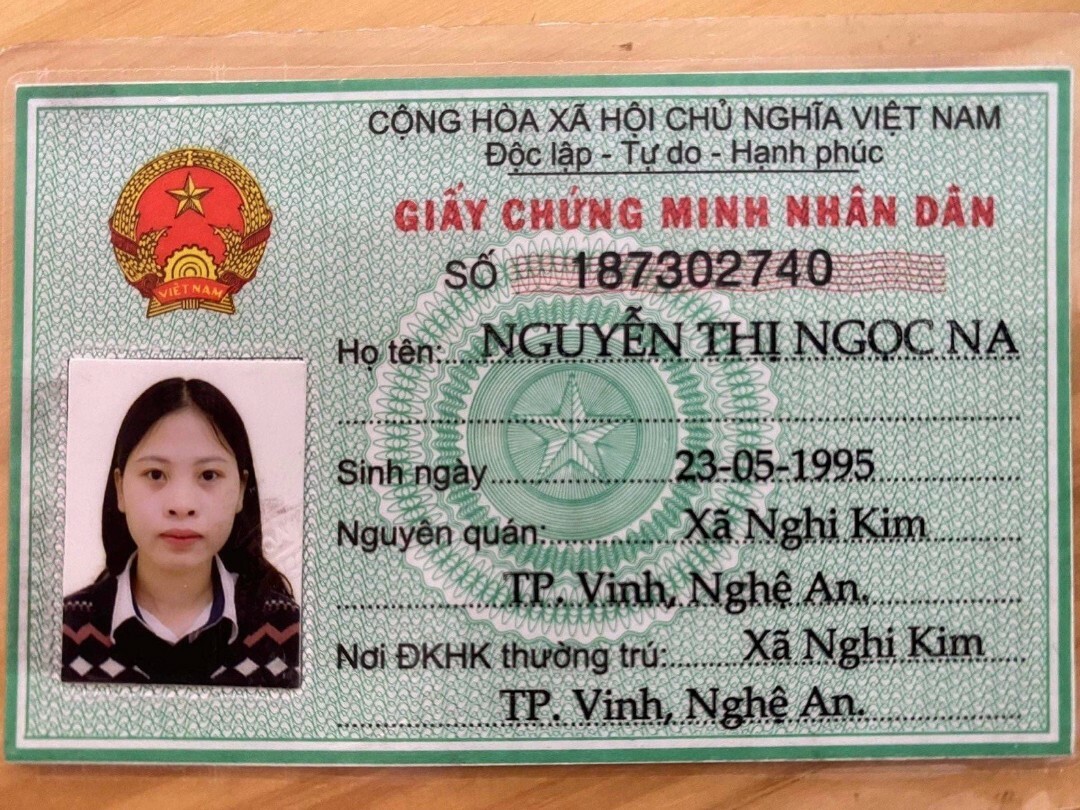 CỘNG HÒA XÃ HỘI CHỦ NGHĨA VIỆT NAM
Độc lập - Tự do - Hạnh phúc
GIẤY CHỨNG MINH NHÂN DÂN
SỐ 187302740
VIỆT NAM
Họ tên: NGUYỄN THỊ NGỌC NA
Sinh ngày 23-05-1995
Nguyên quán: Xã Nghi Kim
TP. Vinh, Nghệ An.
Nơi ĐKHK thường trú: Xã Nghi Kim
TP. Vinh, Nghệ An.